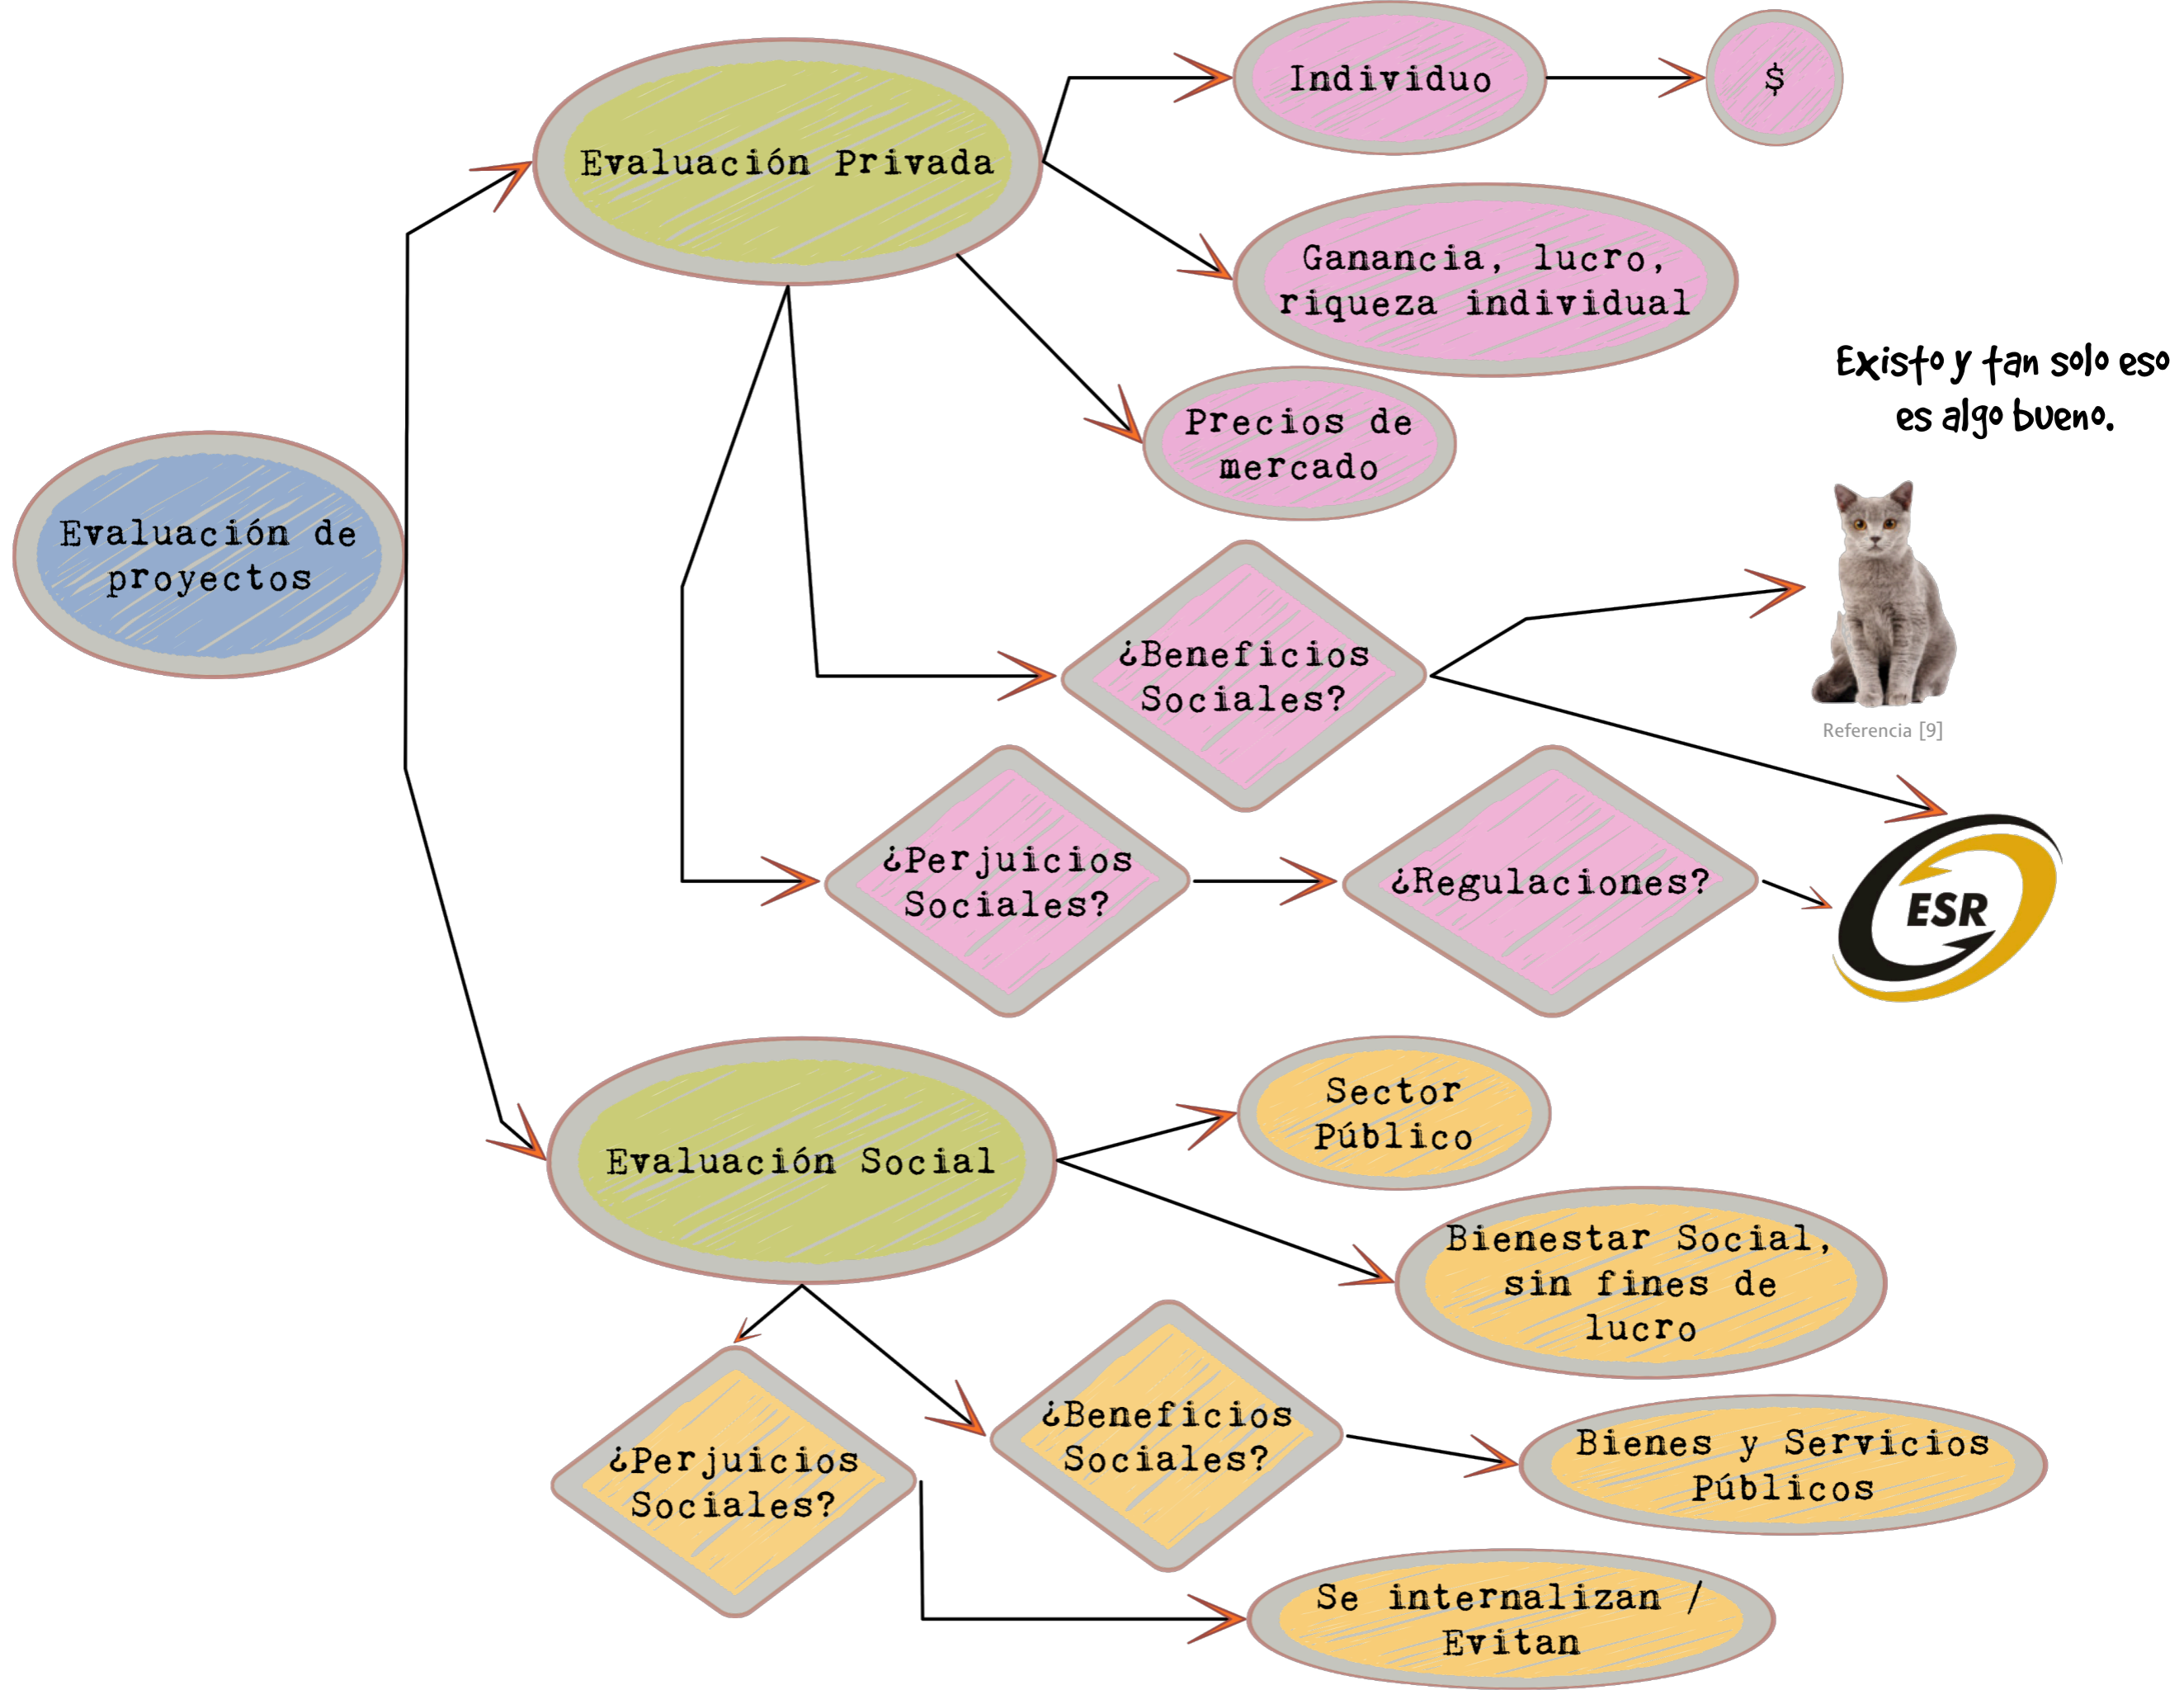 Individuo
$
Evaluación Privada
Ganancia, lucro,
riqueza individual
Existo y tan solo eso
es algo bueno.
Precios de
mercado
Evaluación de
proyectos
¿Beneficios
Sociales?
Referencia [9]
¿Perjuicios
Sociales?
¿Regulaciones?
ESR
Sector
Público
Evaluación Social
Bienestar Social,
sin fines de
lucro
¿Beneficios
Sociales?
Bienes y Servicios
Públicos
¿Perjuicios
Sociales?
Se internalizan /
Evitan